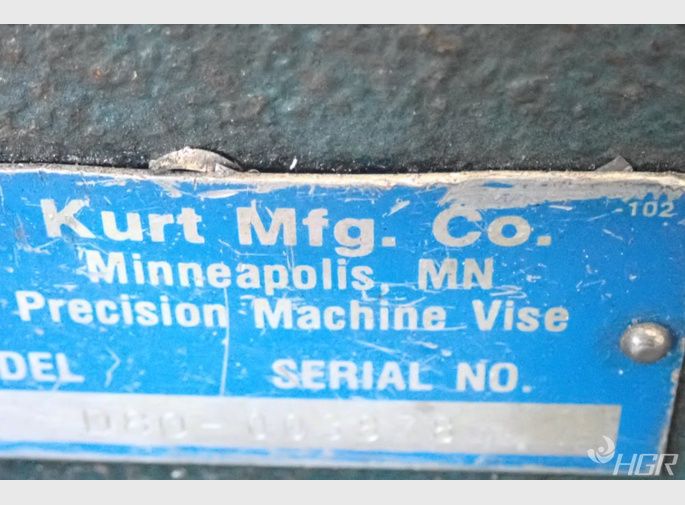 -102
Kurt Mfg. Co.
Minneapolis, MN
Precision Machine Vise
DEL SERIAL NO.
HGR